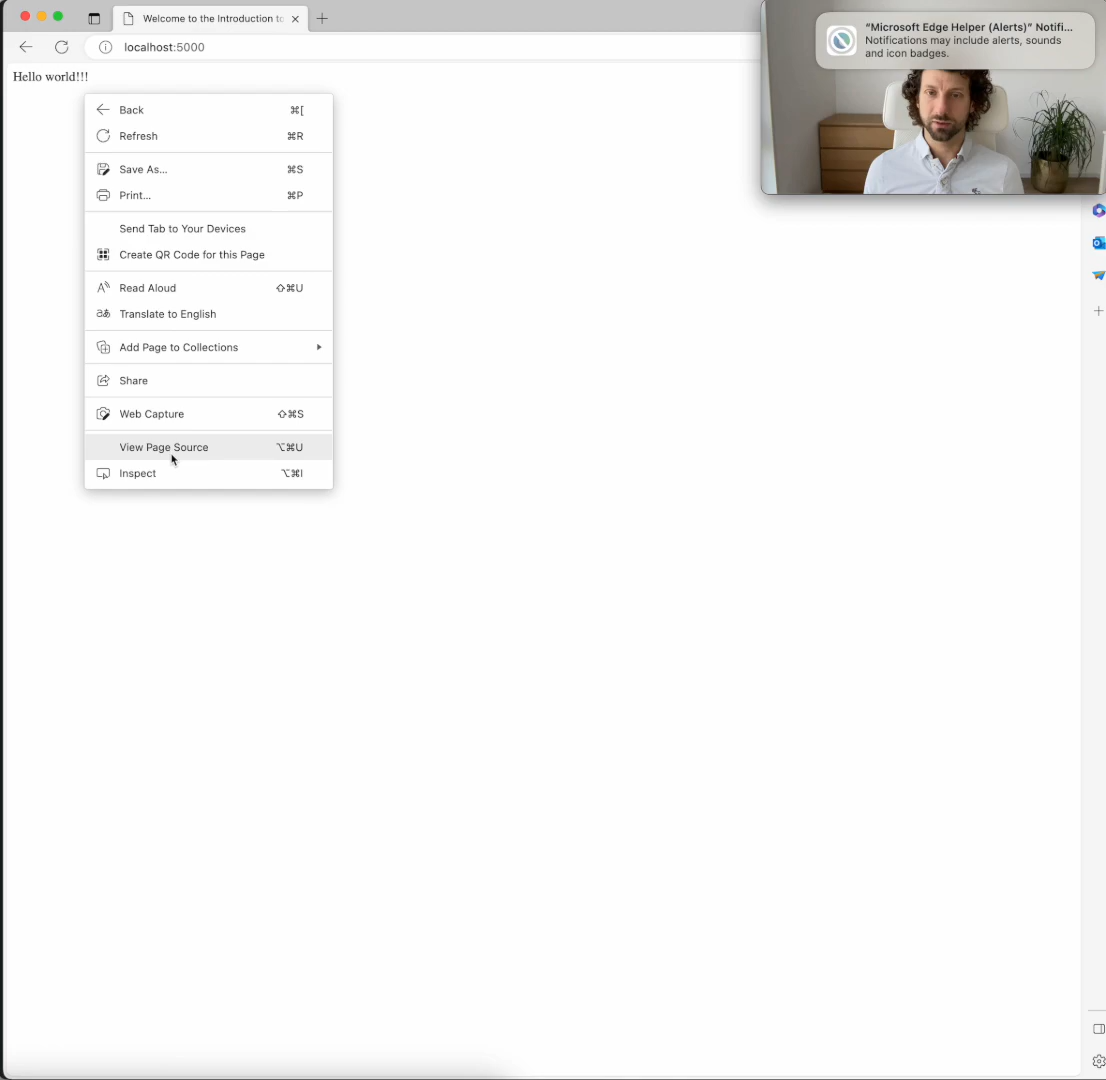 Welcome to the Introduction to
localhost:5000
"Microsoft Edge Helper (Alerts)" Notifi...
Notifications may include alerts, sounds
and icon badges.
Hello world!!!
Back ⌘[
Refresh ⌘R
Save As... ⌘S
Print... ⌘P
Send Tab to Your Devices
Create QR Code for this Page
Read Aloud ⇧⌘U
Translate to English
Add Page to Collections
Share
Web Capture ⇧⌘S
View Page Source ⌥⌘U
Inspect ⌥⌘I